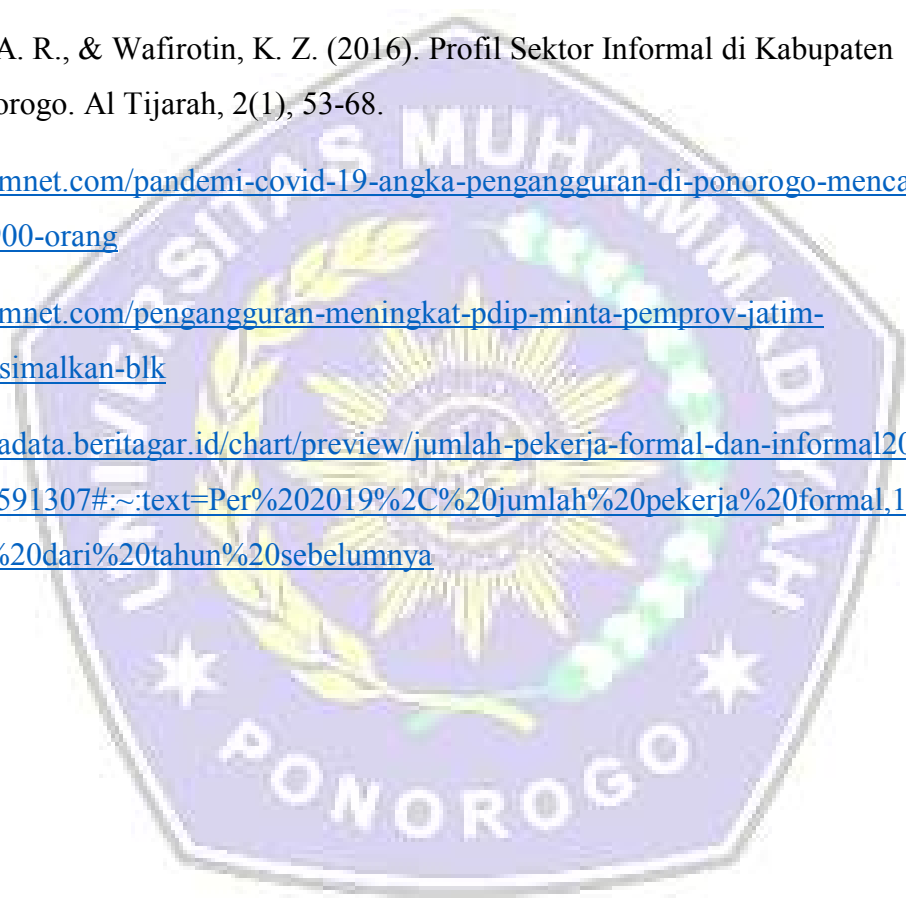 A. R., & Wafirotin, K. Z. (2016). Profil Sektor Informal di Kabupaten
orogo. Al Tijarah, 2(1), 53-68.
mnet.com/pandemi-covid-19-angka-pengangguran-di-ponorogo-menca
900-orang
mnet.com/pengangguran-meningkat-pdip-minta-pemprov-jatim-
simalkan-blk
adata.beritagar.id/chart/preview/jumlah-pekerja-formal-dan-informal20
591307#:~:text=Per%202019%2C%20jumlah%20pekerja%20formal,1
%20dari%20tahun%20sebelumnya
UNIVERSITAS MUHAMMADIYAH
PONOROGO